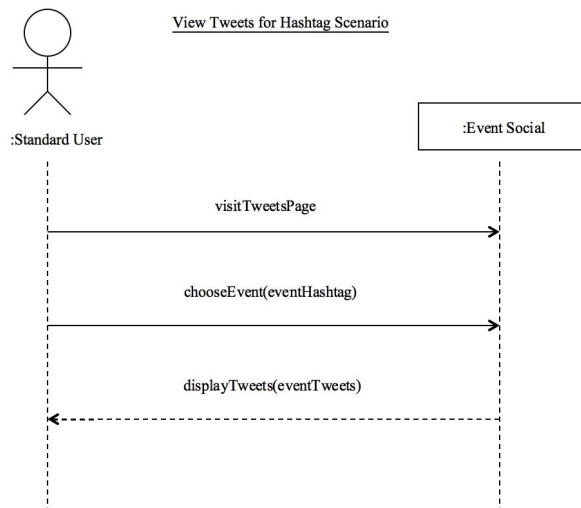 View Tweets for Hashtag Scenario
:Standard User
:Event Social
visitTweetsPage
chooseEvent(eventHashtag)
displayTweets(eventTweets)